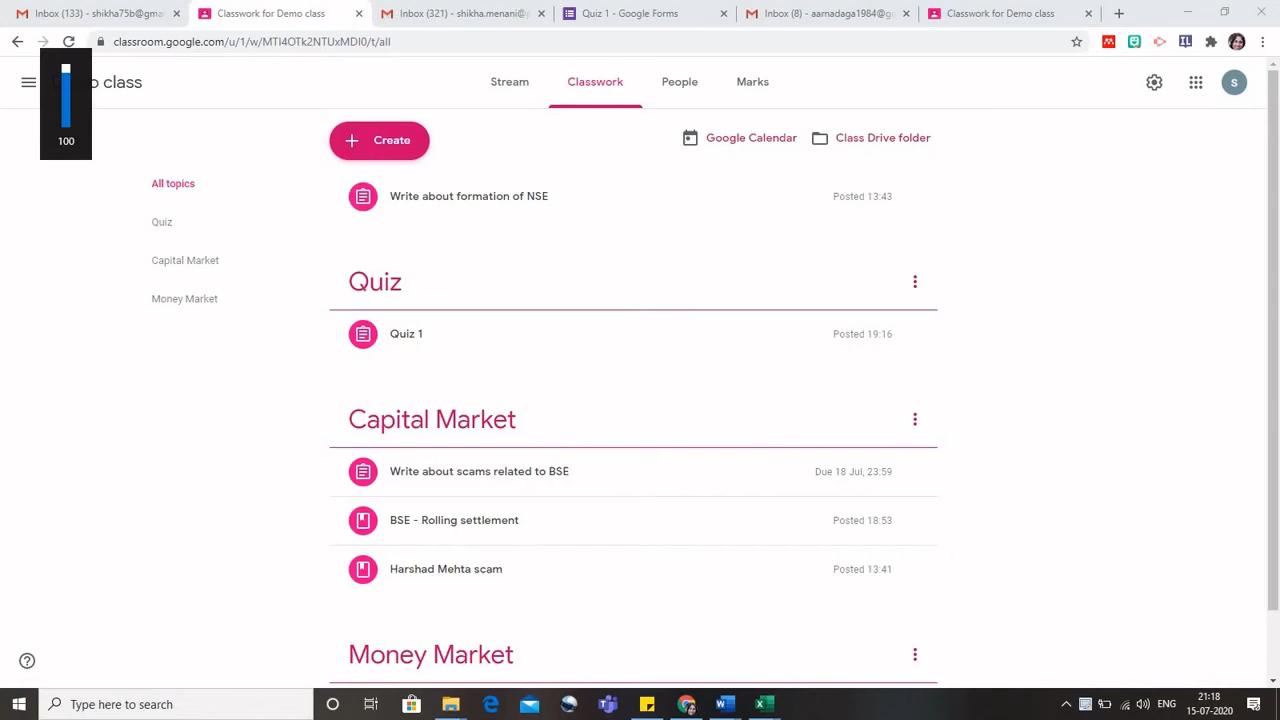 Inbox (133) - shikha75b@gmail
Classwork for Demo class
Inbox (321) - shikha.menani@g
Quiz 1 - Google Forms
Inbox (8) - aarnadaga1984@gm
Classwork for Demo class
classroom.google.com/u/1/w/MTI4OTk2NTUxMDI0/t/all
o class
Stream
Classwork
People
Marks
S
100
Create
Google Calendar
Class Drive folder
All topics
Quiz
Capital Market
Money Market
Write about formation of NSE
Posted 13:43
Quiz
Quiz 1
Posted 19:16
Capital Market
Write about scams related to BSE
Due 18 Jul, 23:59
BSE - Rolling settlement
Posted 18:53
Harshad Mehta scam
Posted 13:41
Money Market
Type here to search
ENG
21:18
15-07-2020